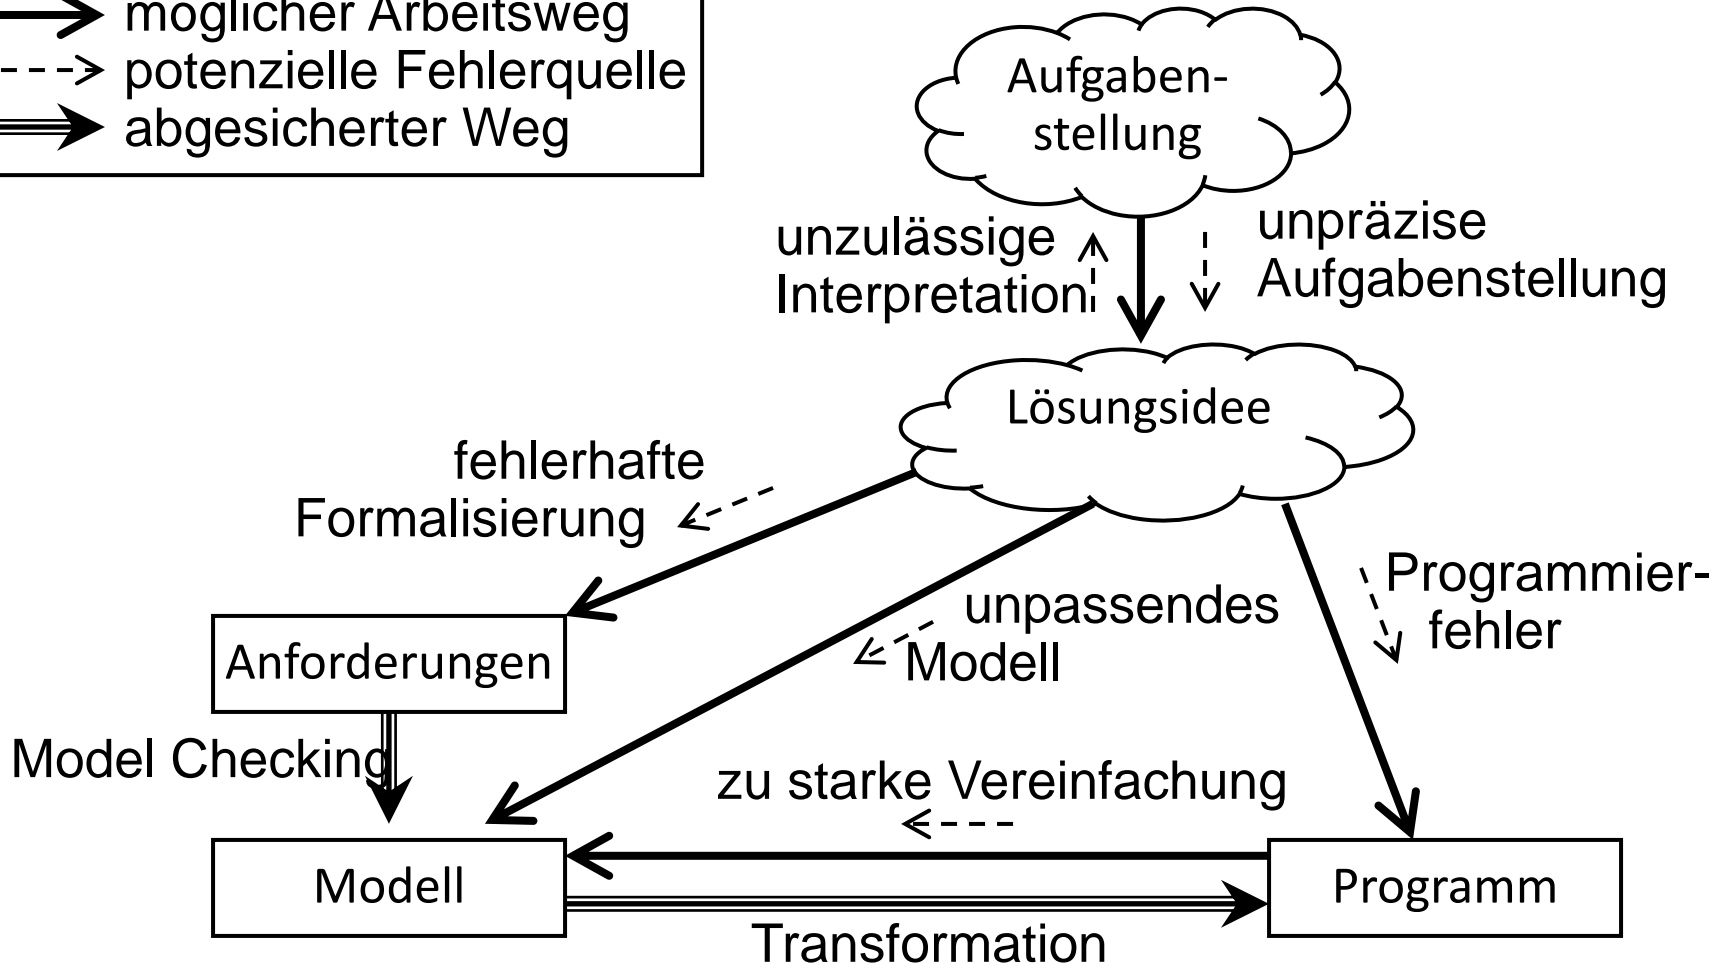 möglicher Arbeitsweg
potenzielle Fehlerquelle
abgesicherter Weg
Aufgaben-
stellung
unzulässige
Interpretation
unpräzise
Aufgabenstellung
Lösungsidee
fehlerhafte
Formalisierung
unpassendes
Modell
Programmier-
fehler
Anforderungen
Model Checking
zu starke Vereinfachung
Modell
Programm
Transformation